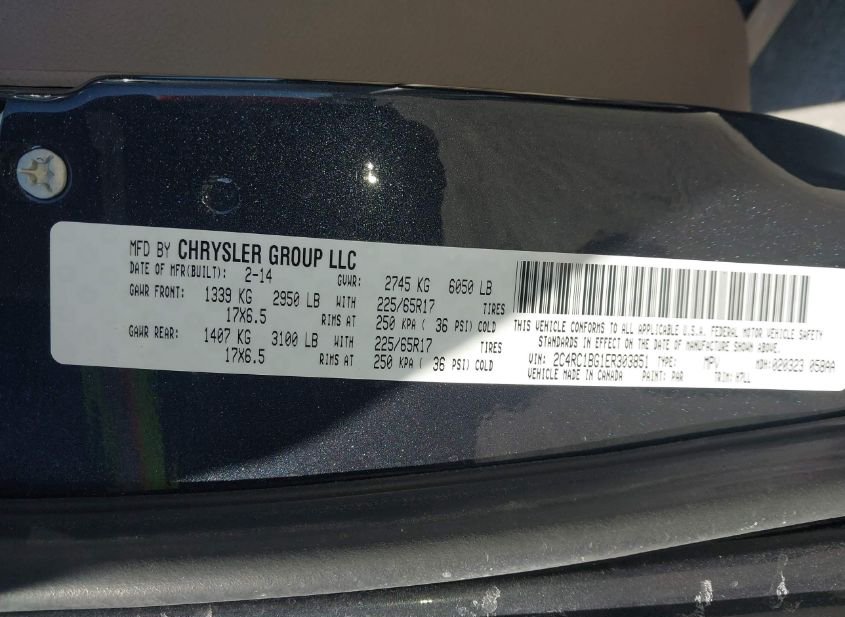 MFD BY CHRYSLER GROUP LLC
DATE OF MFR(BUILT): 2-14 GVWR: 2745 KG 6050 LB
GAWR FRONT: 1339 KG 2950 LB WITH 225/65R17 TIRES
17X6.5 RIMS AT 250 KPA ( 36 PSI) COLD
GAWR REAR: 1407 KG 3100 LB WITH 225/65R17 TIRES
17X6.5 RIMS AT 250 KPA ( 36 PSI) COLD
THIS VEHICLE CONFORMS TO ALL APPLICABLE U.S.A. FEDERAL MOTOR VEHICLE SAFETY
STANDARDS IN EFFECT ON THE DATE OF MANUFACTURE SHOWN ABOVE.
VIN: 2C4RC1BG1ER303851 TYPE: MPV MDH:020323 058AA
VEHICLE MADE IN CANADA PAINT: PAR TRIM: